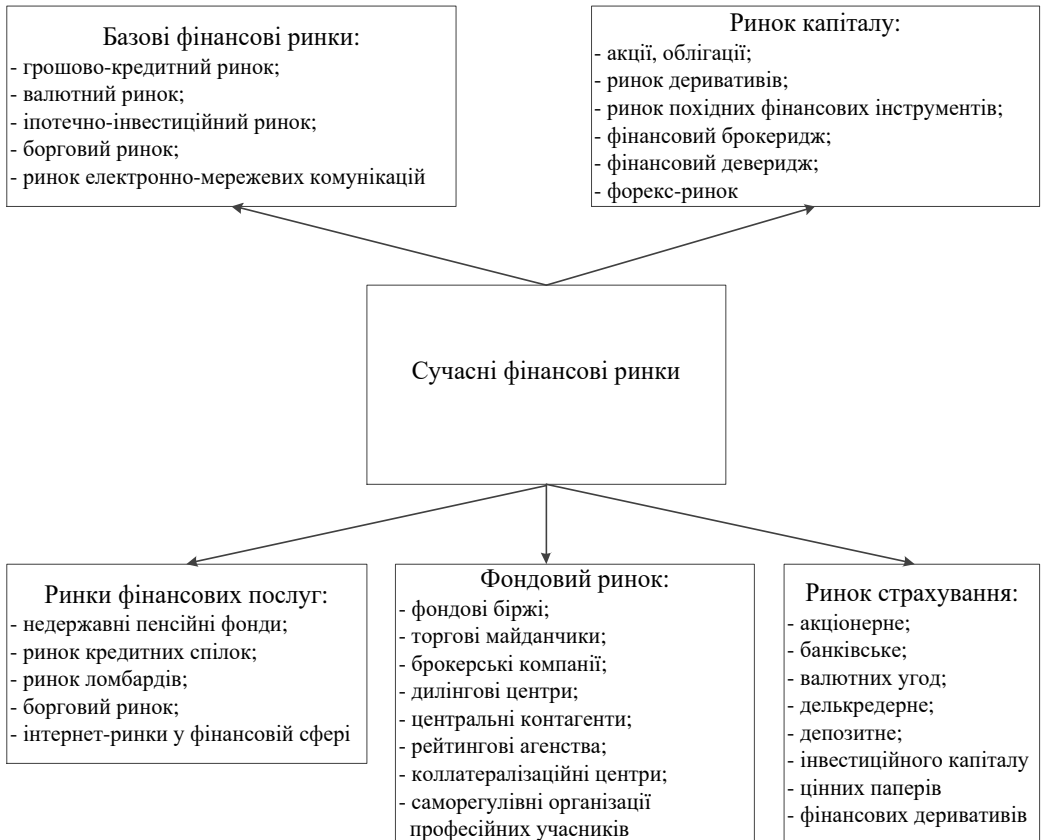 Базові фінансові ринки:
- грошово-кредитний ринок;
- валютний ринок;
- іпотечно-інвестиційний ринок;
- борговий ринок;
- ринок електронно-мережевих комунікацій
Ринок капіталу:
- акції, облігації;
- ринок деривативів;
- ринок похідних фінансових інструментів;
- фінансовий брокеридж;
- фінансовий деверидж;
- форекс-ринок
Сучасні фінансові ринки
Ринки фінансових послуг:
- недержавні пенсійні фонди;
- ринок кредитних спілок;
- ринок ломбардів;
- борговий ринок;
- інтернет-ринки у фінансовій сфері
Фондовий ринок:
- фондові біржі;
- торгові майданчики;
- брокерські компанії;
- дилінгові центри;
- центральні контагенти;
- рейтингові агенства;
- коллатералізаційні центри;
- саморегулівні організації
професійних учасників
Ринок страхування:
- акціонерне;
- банківське;
- валютних угод;
- делькредерне;
- депозитне;
- інвестиційного капіталу
- цінних паперів
- фінансових деривативів